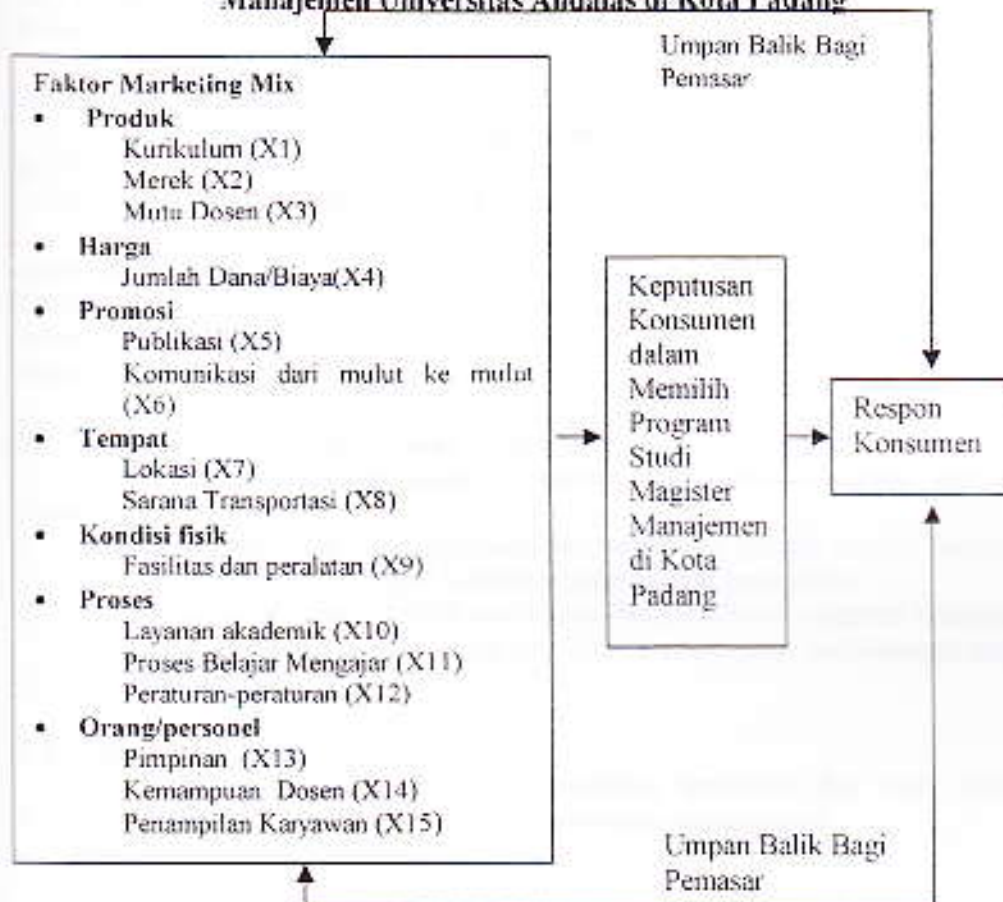 Manajemen Universitas Andalas di Kota Padang
Umpan Balik Bagi
Pemasar
Faktor Marketing Mix
• Produk
Kurikulum (X1)
Merek (X2)
Mutu Dosen (X3)
• Harga
Jumlah Dana/Biaya(X4)
• Promosi
Publikasi (X5)
Komunikasi dari mulut ke mulut
(X6)
• Tempat
Lokasi (X7)
Sarana Transportasi (X8)
• Kondisi fisik
Fasilitas dan peralatan (X9)
• Proses
Layanan akademik (X10)
Proses Belajar Mengajar (X11)
Peraturan-peraturan (X12)
• Orang/personel
Pimpinan (X13)
Kemampuan Dosen (X14)
Penampilan Karyawan (X15)
Keputusan
Konsumen
dalam
Memilih
Program
Studi
Magister
Manajemen
di Kota
Padang
Respon
Konsumen
Umpan Balik Bagi
Pemasar